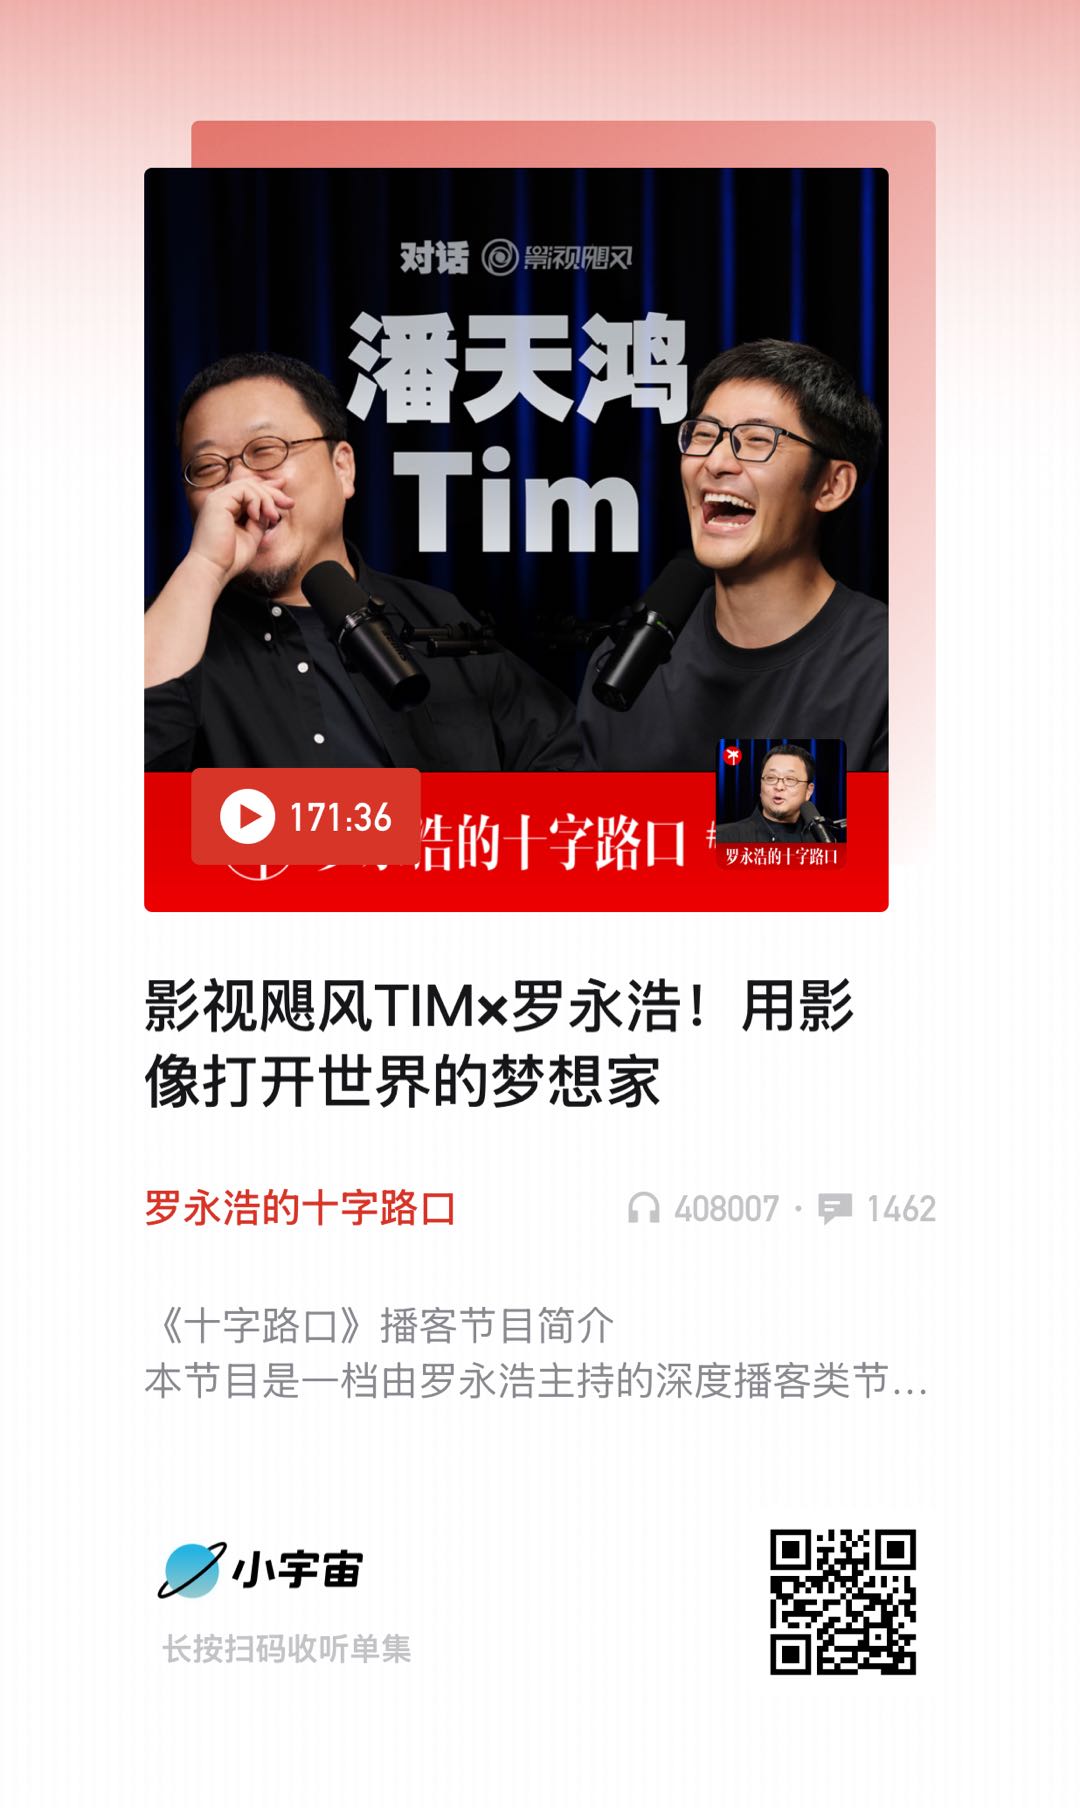 对话 影视飓风
潘天鸿
Tim
171:36
浩的十字路口 #
罗永浩的十字路口
影视飓风TIM×罗永浩！用影
像打开世界的梦想家
罗永浩的十字路口 408007 · 1462
《十字路口》播客节目简介
本节目是一档由罗永浩主持的深度播客类节...
小宇宙
长按扫码收听单集